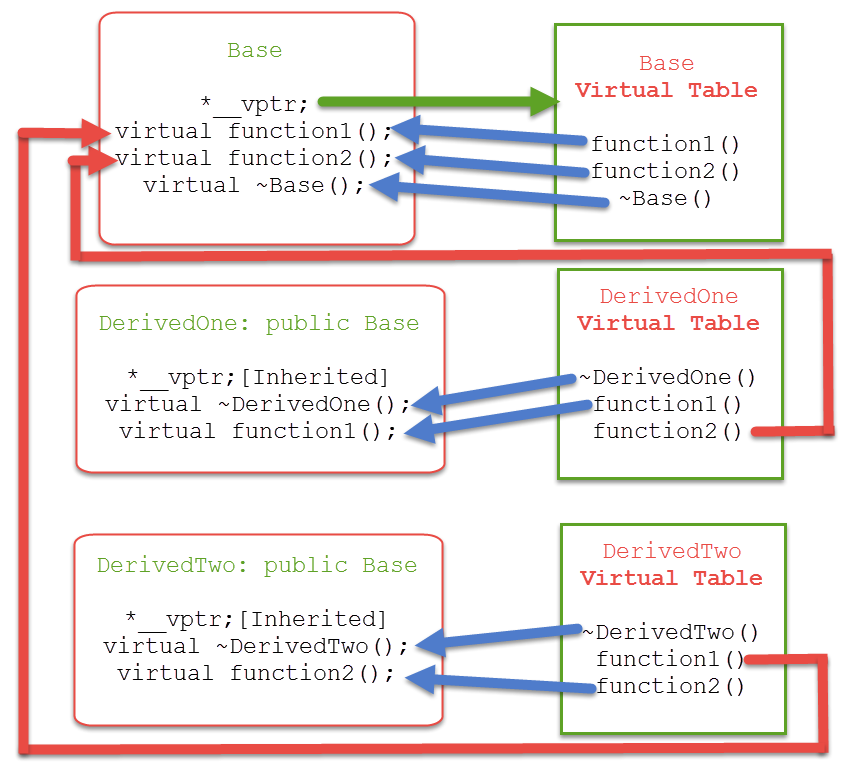 Base
*__vptr;
virtual function1();
virtual function2();
virtual ~Base();
Base
Virtual Table
function1()
function2()
~Base()
DerivedOne: public Base
*__vptr;[Inherited]
virtual ~DerivedOne();
virtual function1();
DerivedOne
Virtual Table
~DerivedOne()
function1()
function2()
DerivedTwo: public Base
*__vptr;[Inherited]
virtual ~DerivedTwo();
virtual function2();
DerivedTwo
Virtual Table
~DerivedTwo()
function1()
function2()